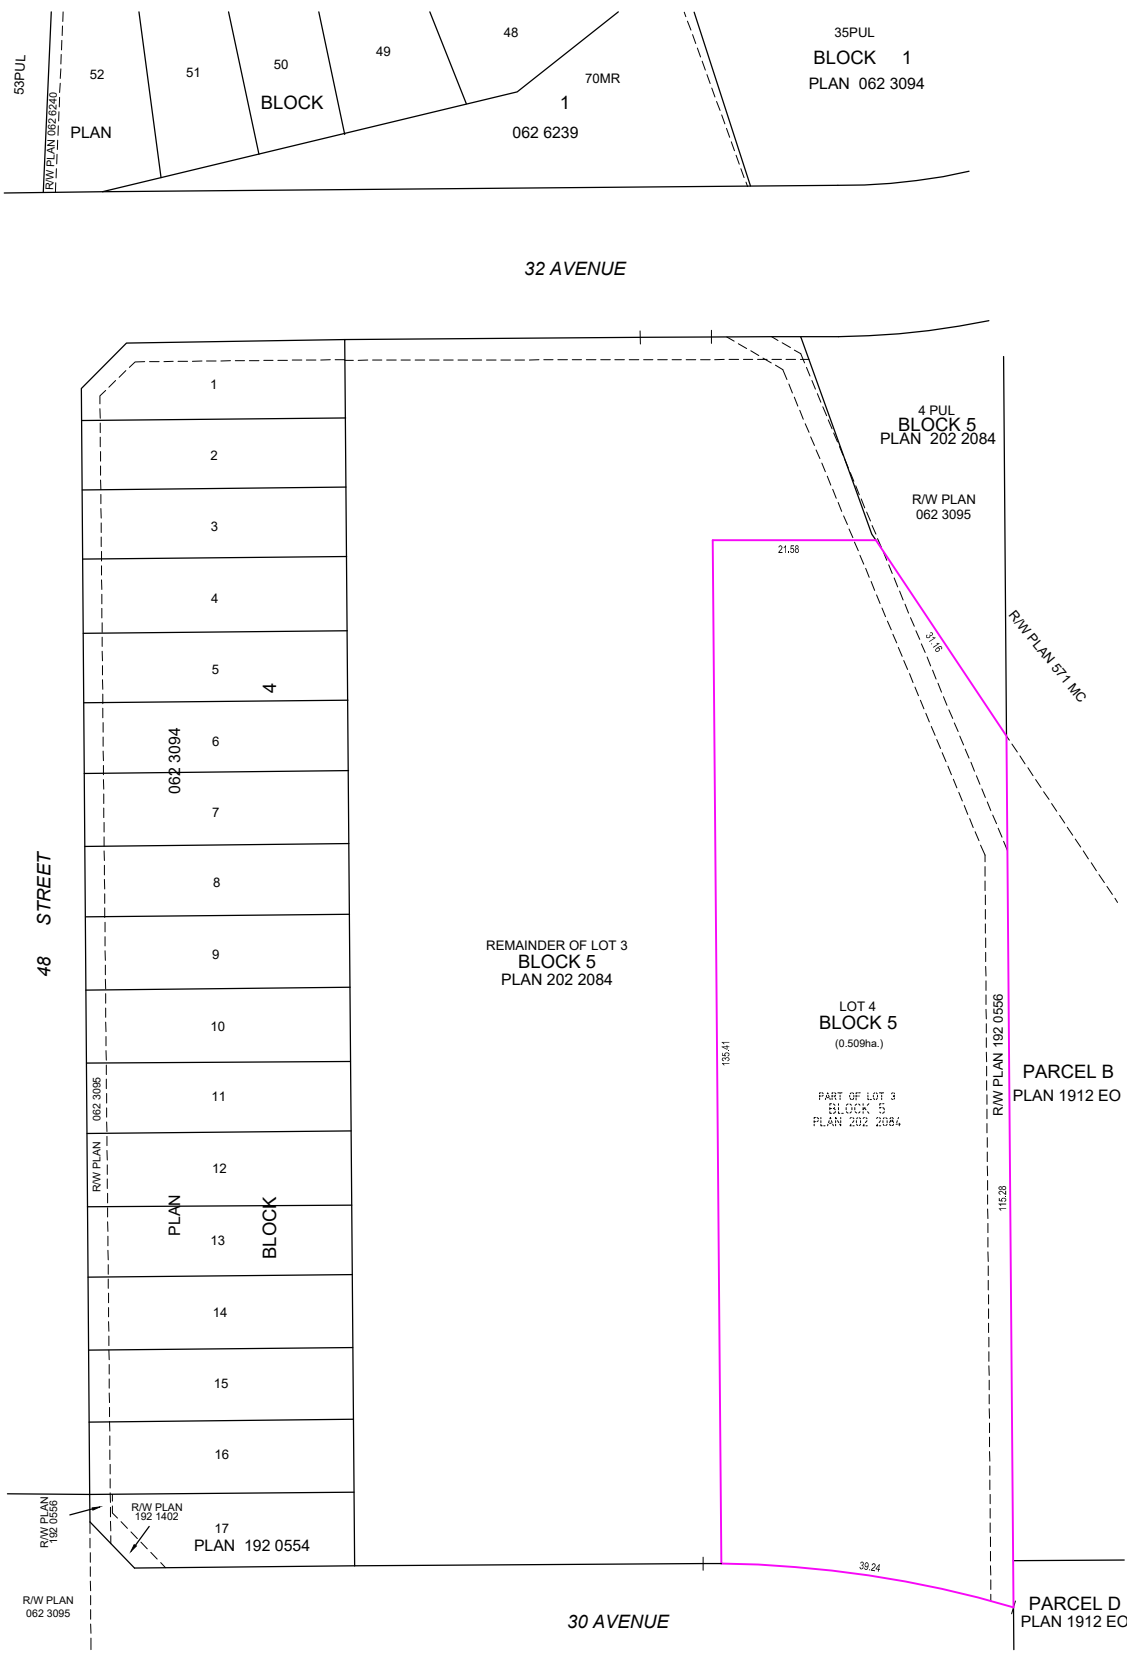 53PUL
R/W PLAN 062 6240
52
PLAN
51
50
BLOCK
49
48
1
70MR
062 6239
35PUL
BLOCK 1
PLAN 062 3094
32 AVENUE
1
2
3
4
5
4
6
062 3094
7
8
9
10
11
12
13
14
15
16
17
PLAN 192 0554
48 STREET
R/W PLAN 062 3095
PLAN
BLOCK
R/W PLAN
192 0556
R/W PLAN
192 1402
R/W PLAN
062 3095
REMAINDER OF LOT 3
BLOCK 5
PLAN 202 2084
4 PUL
BLOCK 5
PLAN 202 2084
R/W PLAN
062 3095
21.58
31.16
R/W PLAN 571 MC
135.41
LOT 4
BLOCK 5
(0.509ha.)
PART OF LOT 3
BLOCK 5
PLAN 202 2084
R/W PLAN 192 0556
115.28
PARCEL B
PLAN 1912 EO
39.24
30 AVENUE
PARCEL D
PLAN 1912 EO